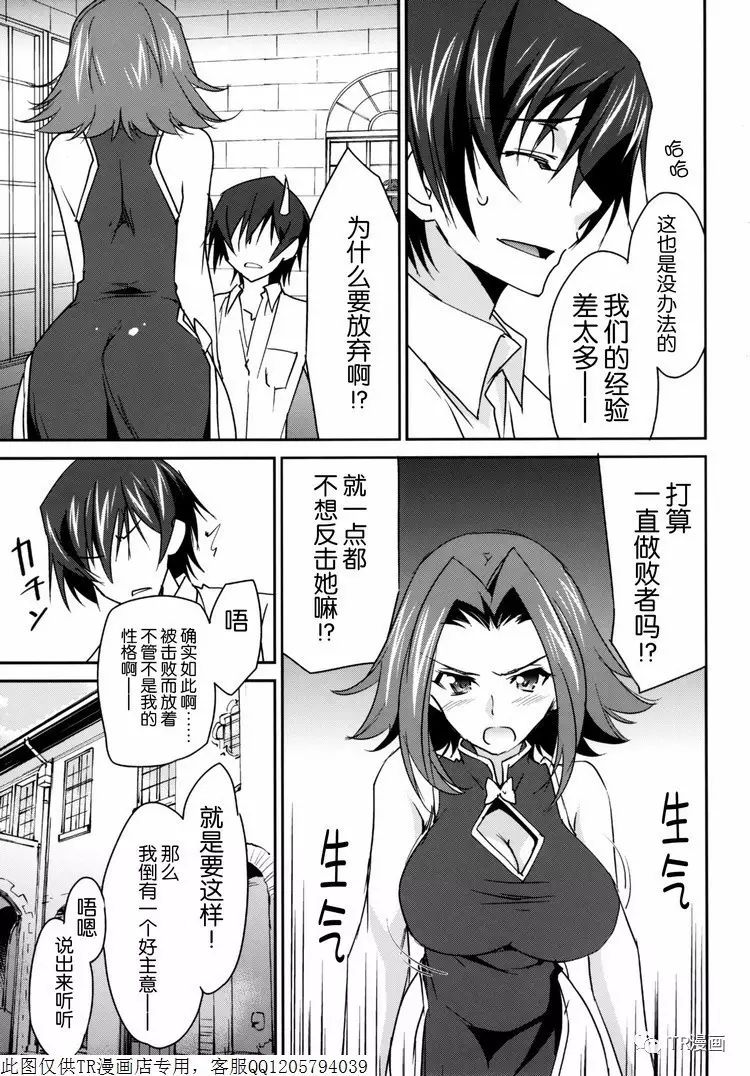 哈哈
这也是没办法的
我们的经验
差太多——
为什么要放弃啊!?
打算
一直做败者吗!?
就一点都
不想反击她嘛!?
生气
生气
カチン
唔
确实如此啊……
被击败而放着
不管不是我的
性格啊——
就是要这样!
那么
我倒有一个好主意——
唔嗯
说出来听听
TR漫画
此图仅供TR漫画店专用，客服QQ1205794039